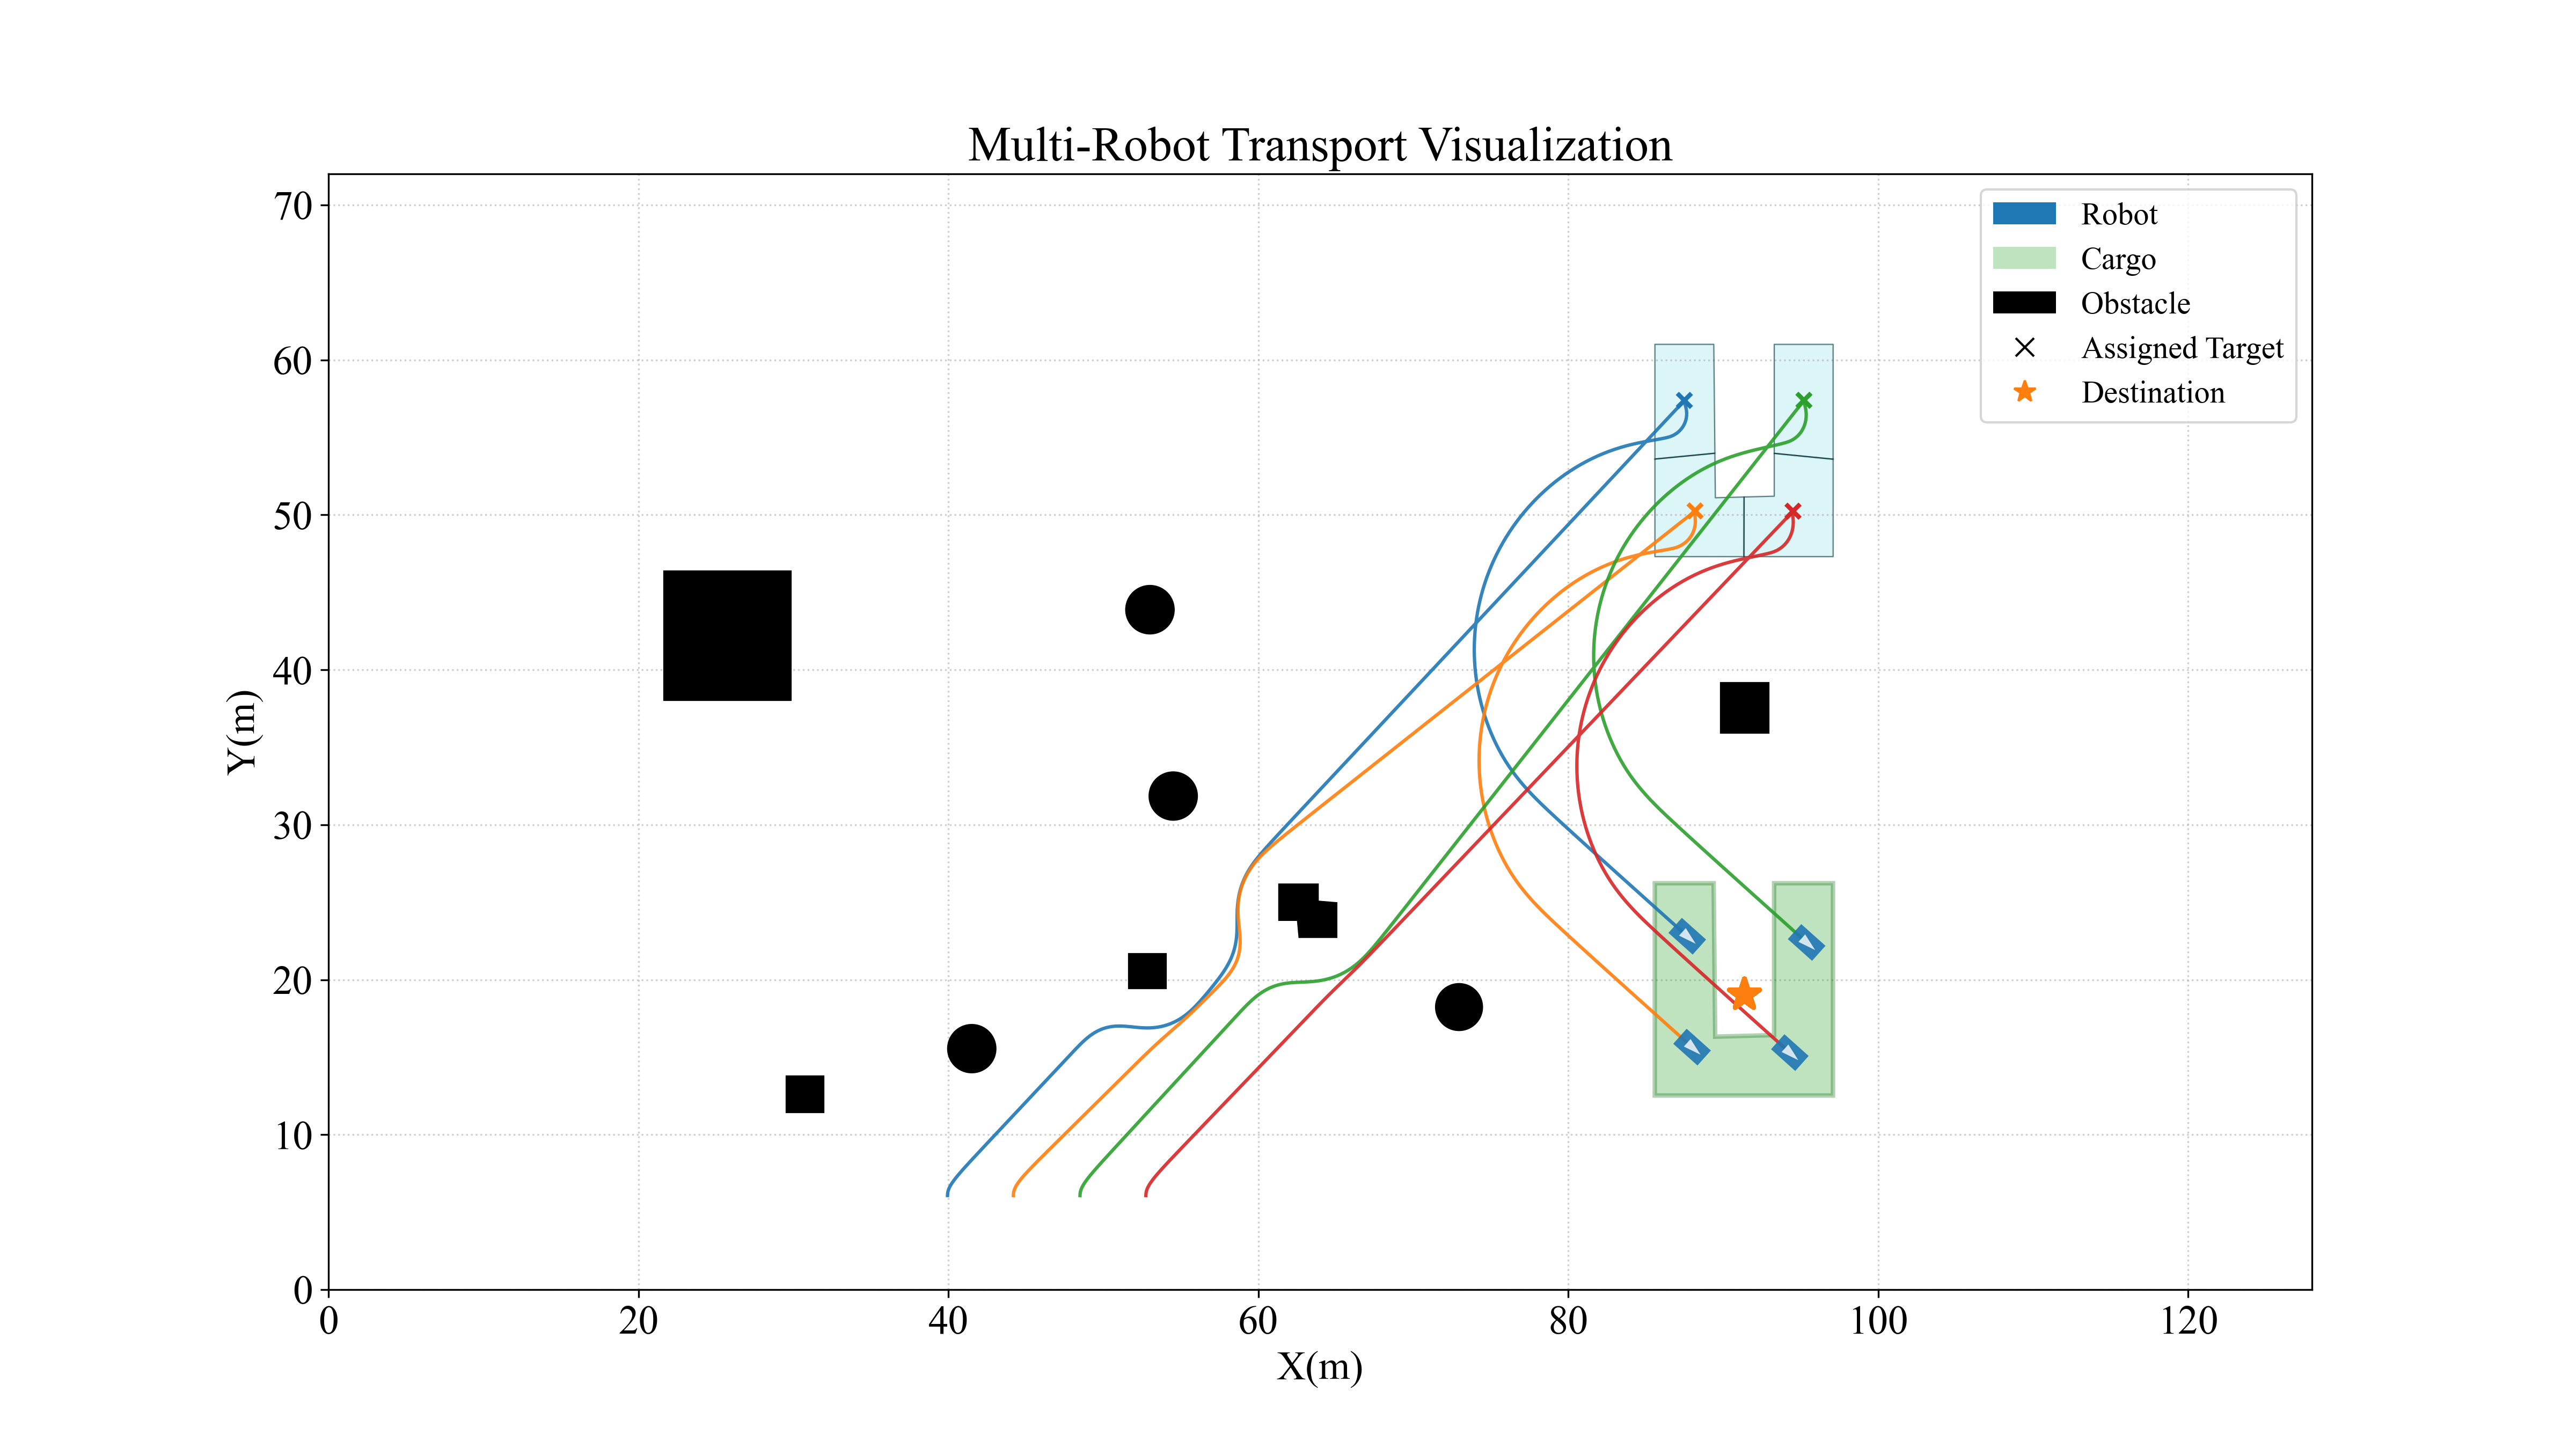 Multi-Robot Transport Visualization
Robot
Cargo
Obstacle
Assigned Target
Destination
Y(m)
70
60
50
40
30
20
10
0
0 20 40 60 80 100 120
X(m)